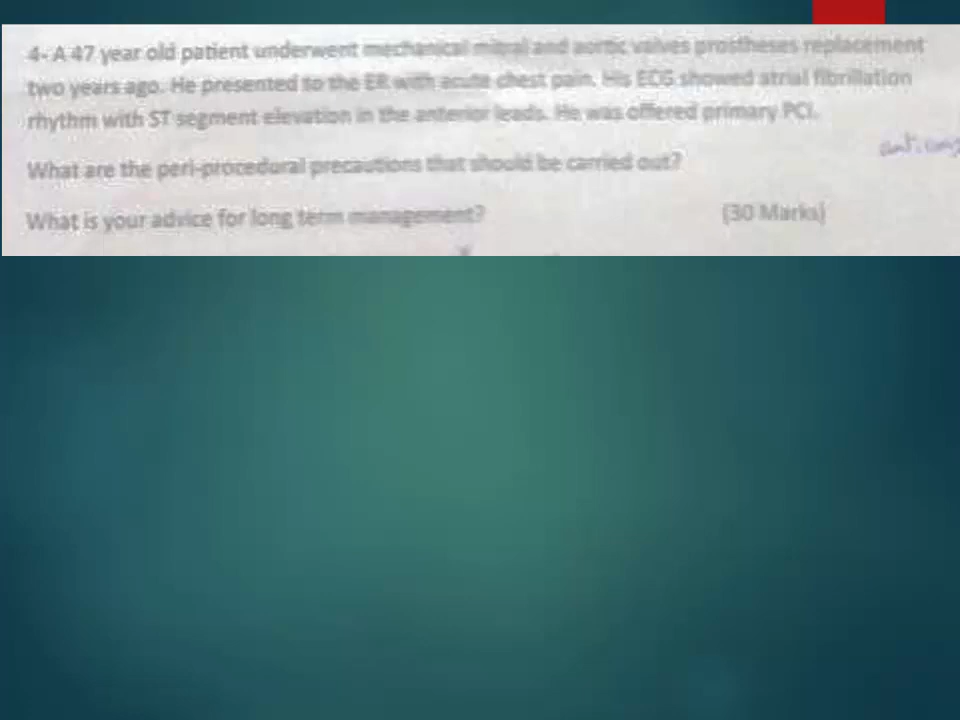 4- A 47 year old patient underwent mechanical mitral and aortic valves prostheses replacement
two years ago. He presented to the ER with acute chest pain. His ECG showed atrial fibrillation
rhythm with ST segment elevation in the anterior leads. He was offered primary PCI.
What are the peri-procedural precautions that should be carried out?
What is your advice for long term management? (30 Marks)